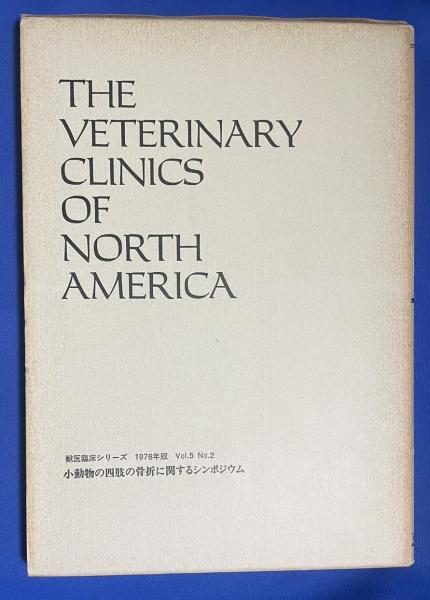 THE
VETERINARY
CLINICS
OF
NORTH
AMERICA
獣医臨床シリーズ 1976年版 Vol.5 No.2
小動物の四肢の骨折に関するシンポジウム